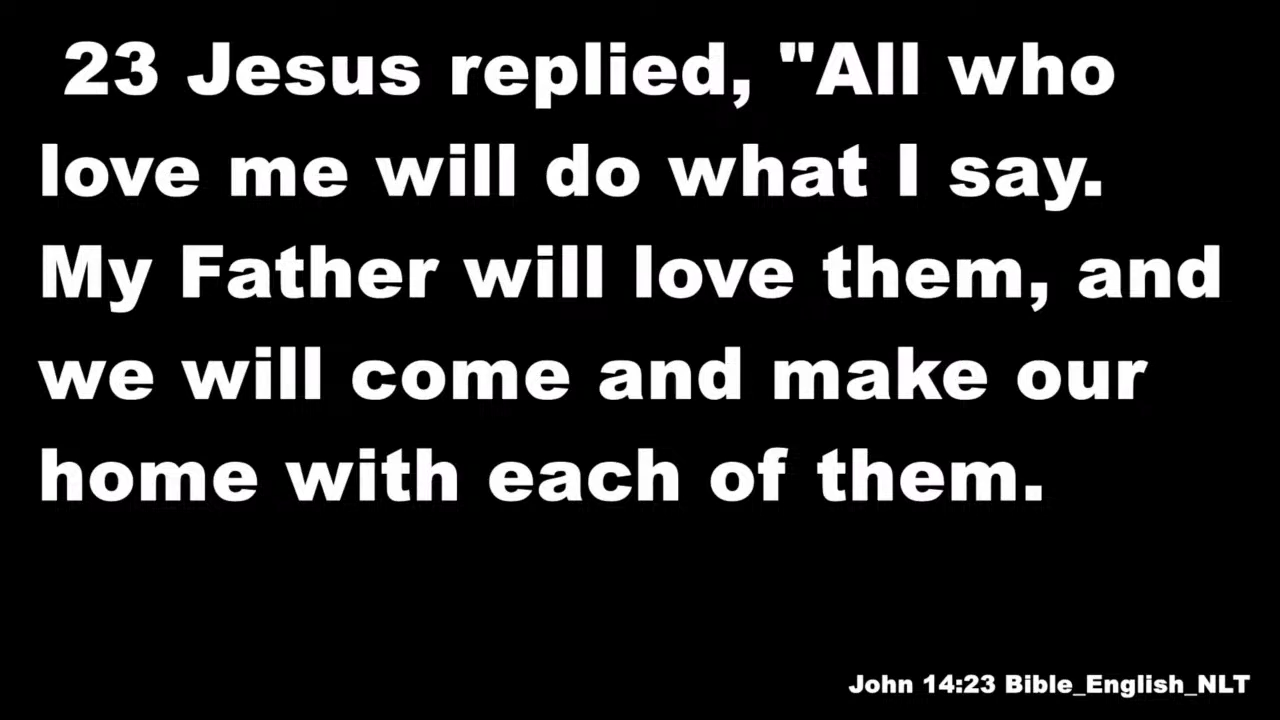 23 Jesus replied, "All who
love me will do what I say.
My Father will love them, and
we will come and make our
home with each of them.
John 14:23 Bible_English_NLT